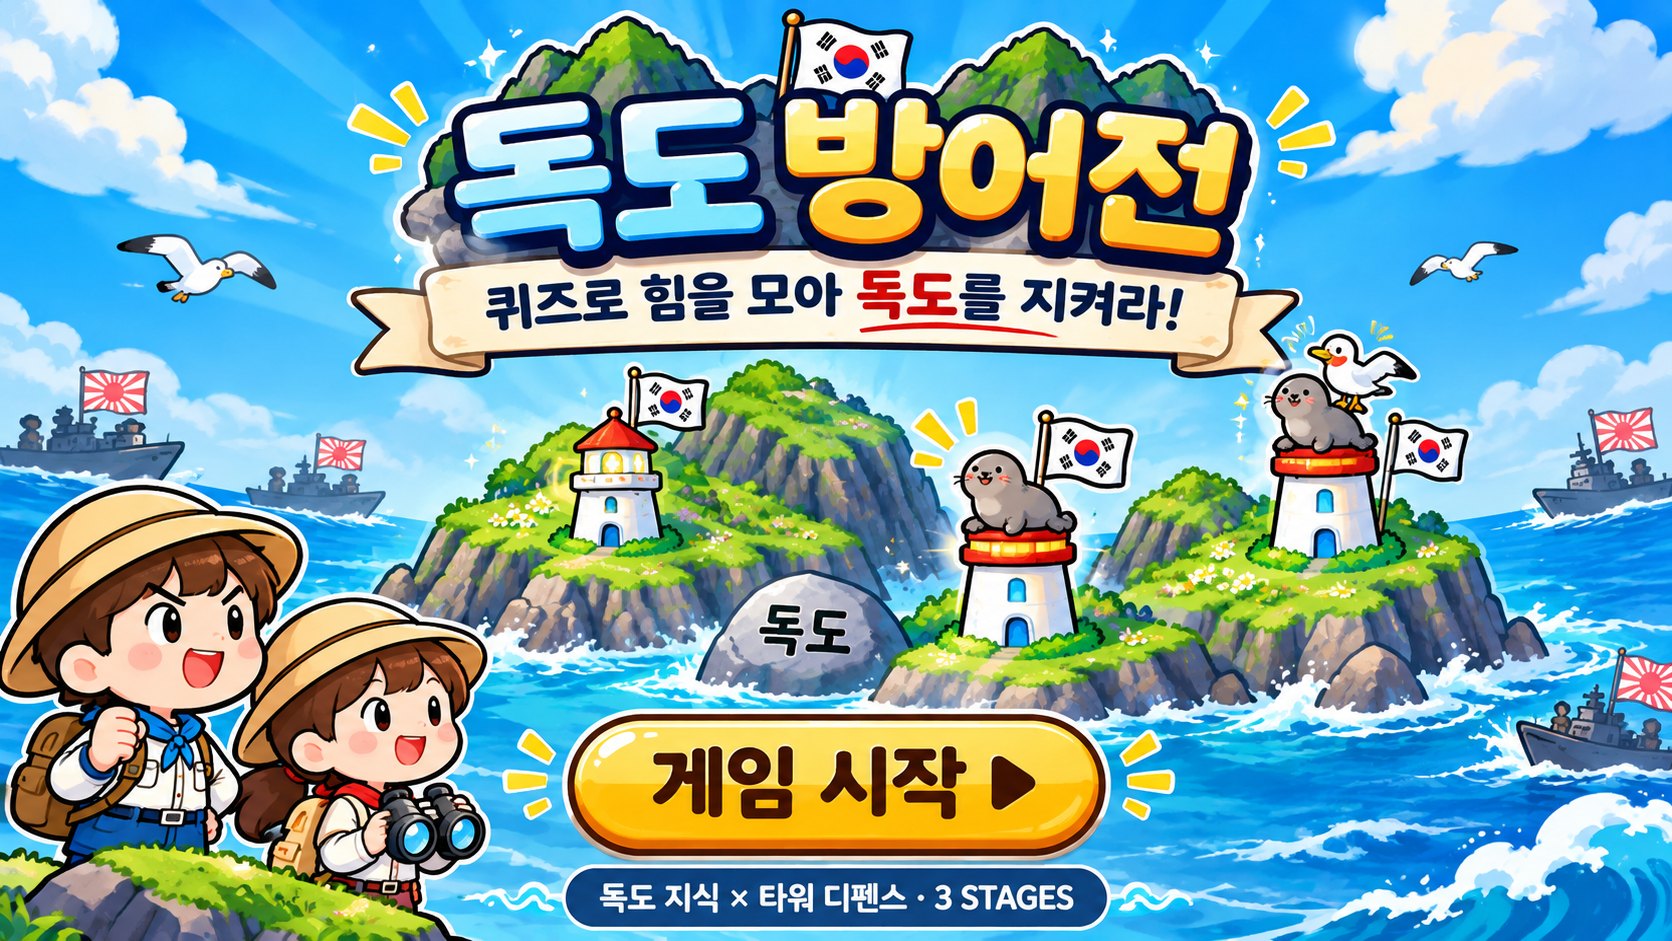 독도 방어전
퀴즈로 힘을 모아 독도를 지켜라!
독도
게임 시작
독도 지식 × 타워 디펜스 · 3 STAGES